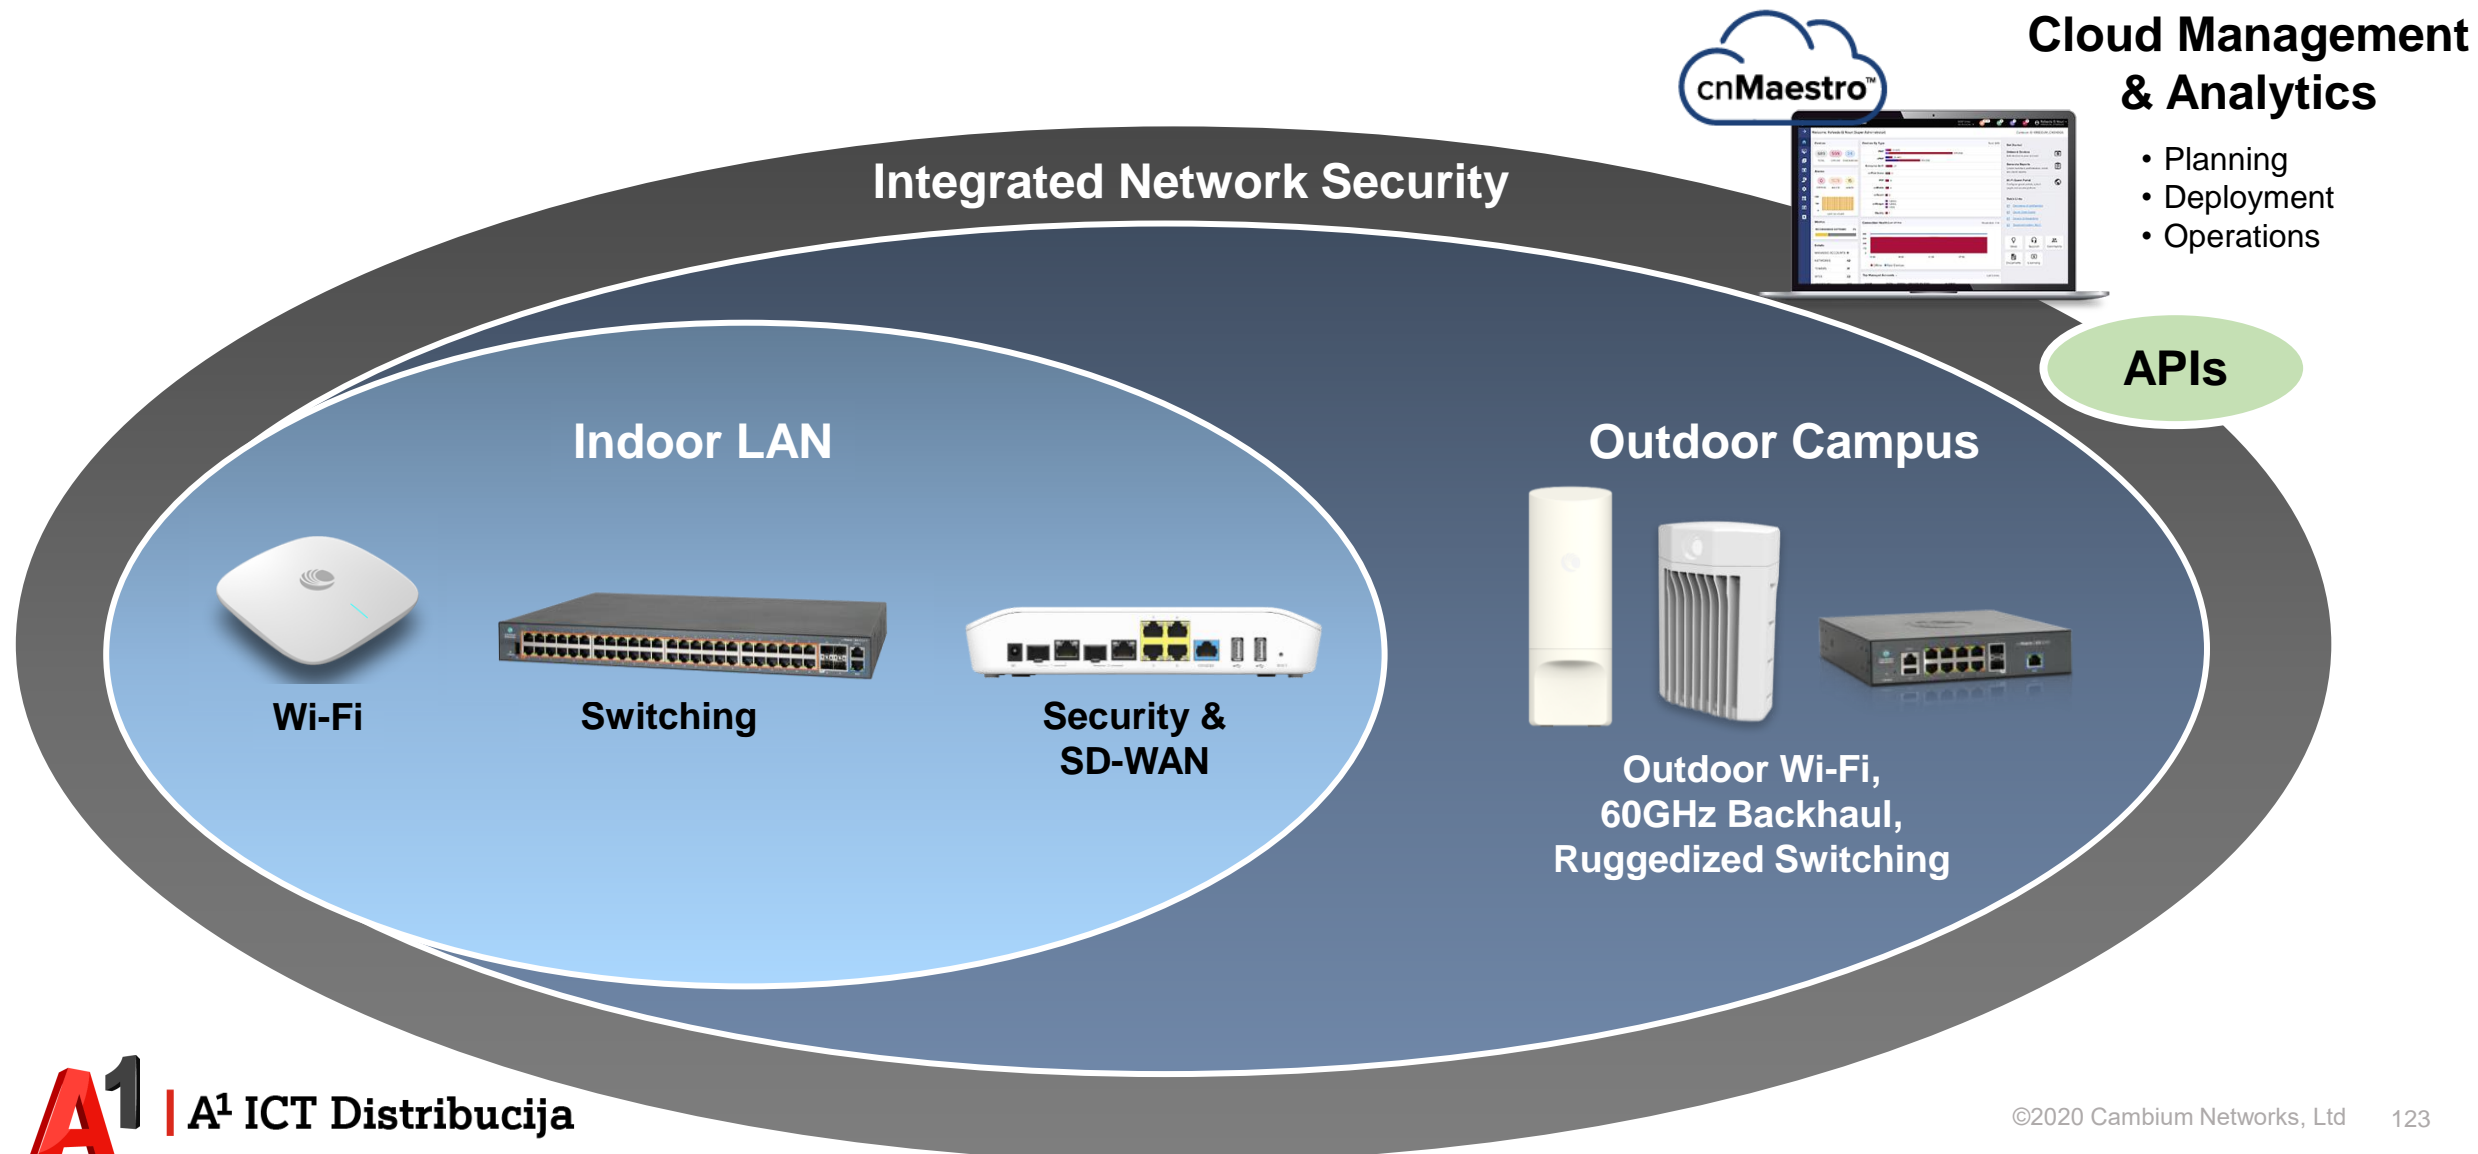 cnMaestro™
Cloud Management
& Analytics
• Planning
• Deployment
• Operations
Integrated Network Security
APIs
Indoor LAN
Outdoor Campus
Wi-Fi
Switching
Security &
SD-WAN
Outdoor Wi-Fi,
60GHz Backhaul,
Ruggedized Switching
A1
A¹ ICT Distribucija
©2020 Cambium Networks, Ltd
123